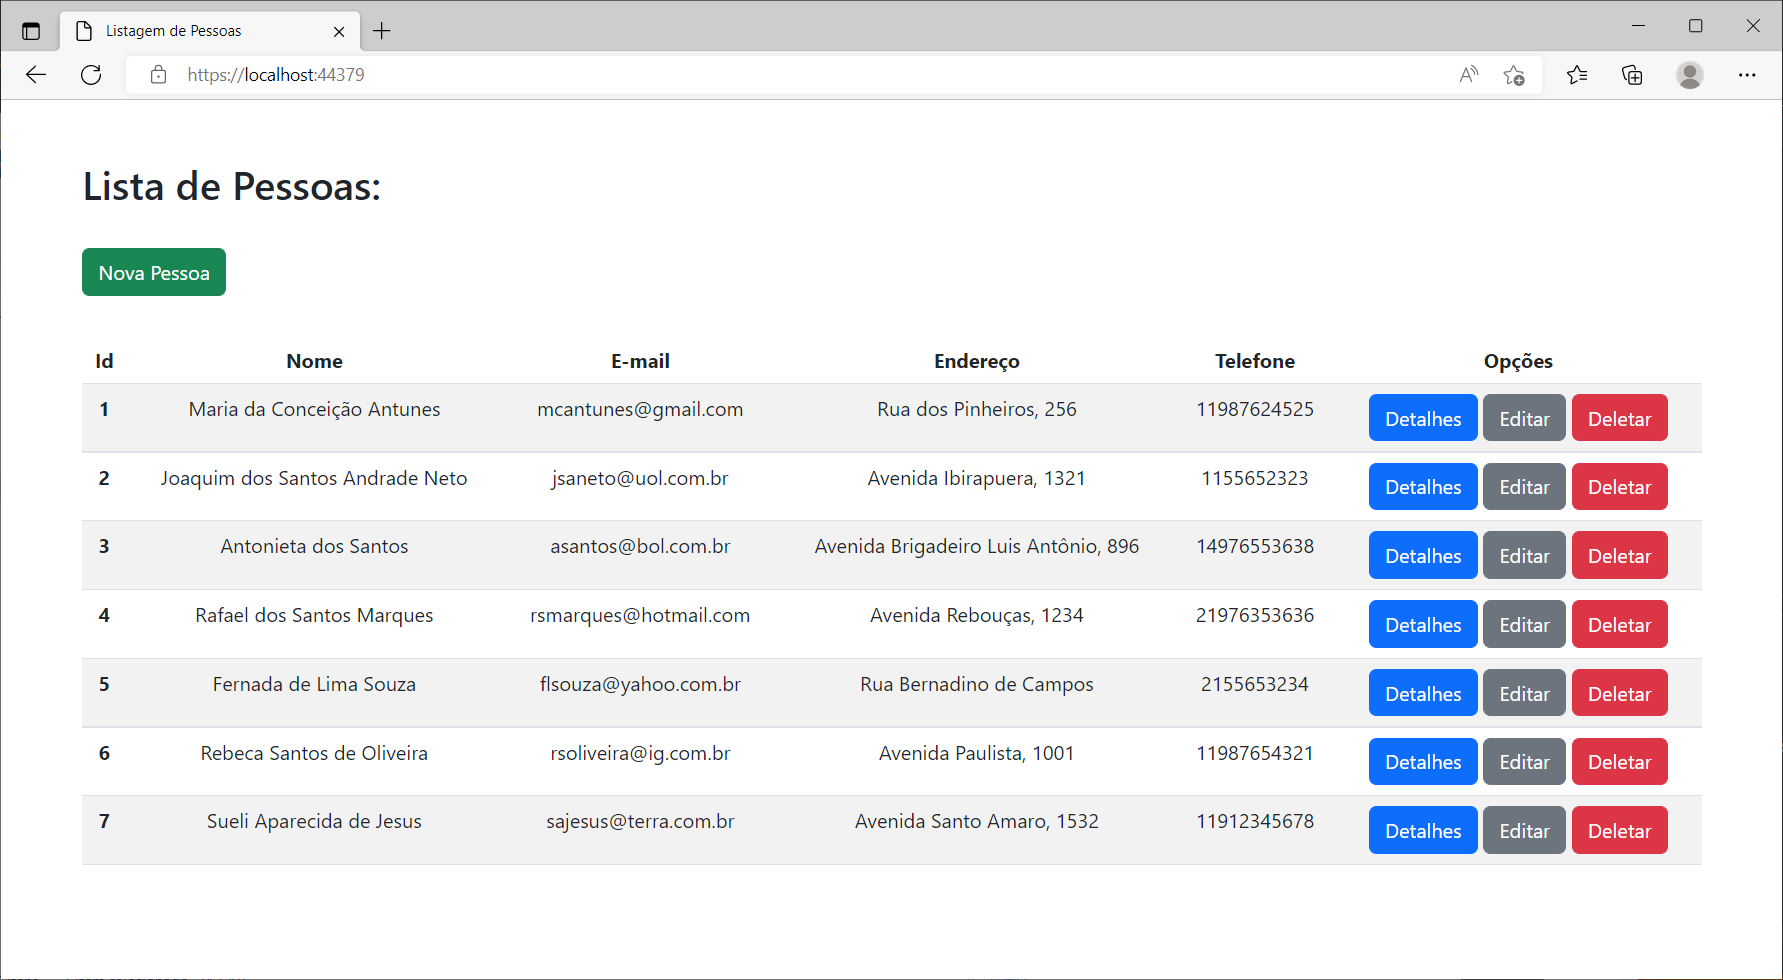 Listagem de Pessoas
https://localhost:44379
Lista de Pessoas:
Nova Pessoa
Id Nome E-mail Endereço Telefone Opções
1 Maria da Conceição Antunes mcantunes@gmail.com Rua dos Pinheiros, 256 11987624525 Detalhes Editar Deletar
2 Joaquim dos Santos Andrade Neto jsaneto@uol.com.br Avenida Ibirapuera, 1321 1155652323 Detalhes Editar Deletar
3 Antonieta dos Santos asantos@bol.com.br Avenida Brigadeiro Luis Antônio, 896 14976553638 Detalhes Editar Deletar
4 Rafael dos Santos Marques rsmarques@hotmail.com Avenida Rebouças, 1234 21976353636 Detalhes Editar Deletar
5 Fernada de Lima Souza flsouza@yahoo.com.br Rua Bernadino de Campos 2155653234 Detalhes Editar Deletar
6 Rebeca Santos de Oliveira rsoliveira@ig.com.br Avenida Paulista, 1001 11987654321 Detalhes Editar Deletar
7 Sueli Aparecida de Jesus sajesus@terra.com.br Avenida Santo Amaro, 1532 11912345678 Detalhes Editar Deletar